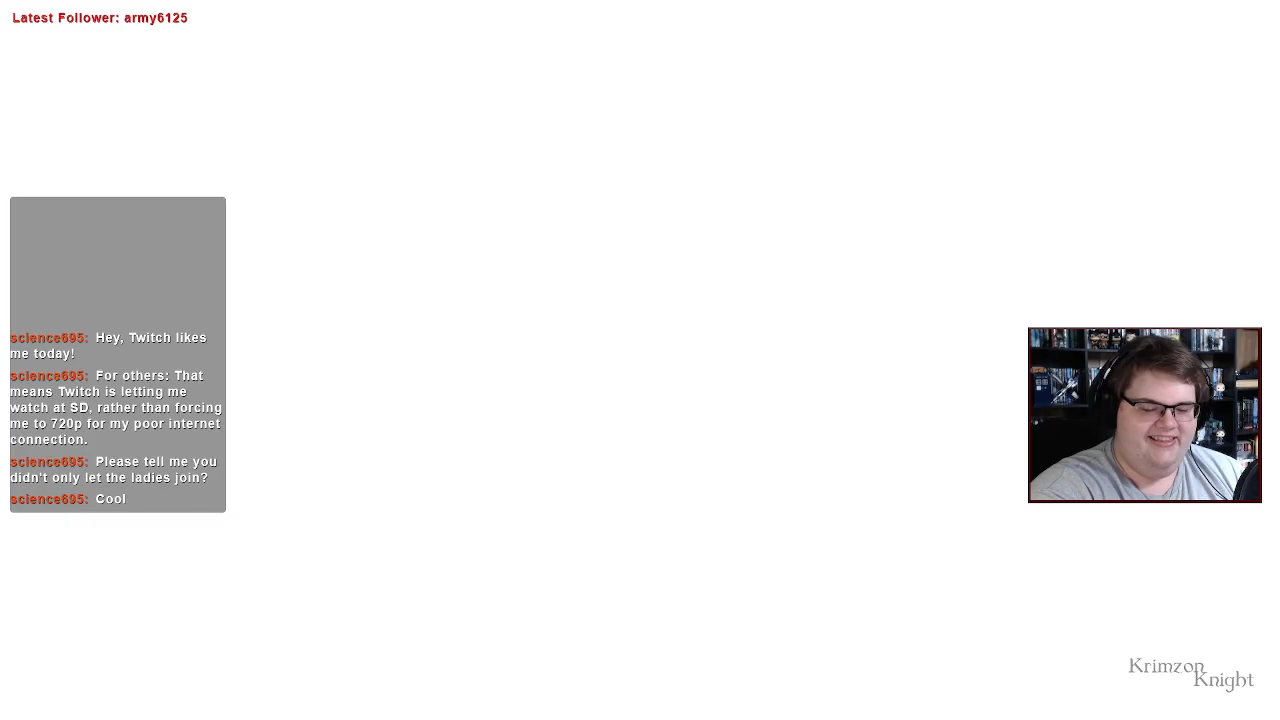 Latest Follower: army6125
science695: Hey, Twitch likes
me today!
science695: For others: That
means Twitch is letting me
watch at SD, rather than forcing
me to 720p for my poor internet
connection.
science695: Please tell me you
didn't only let the ladies join?
science695: Cool
Krimzon
Knight